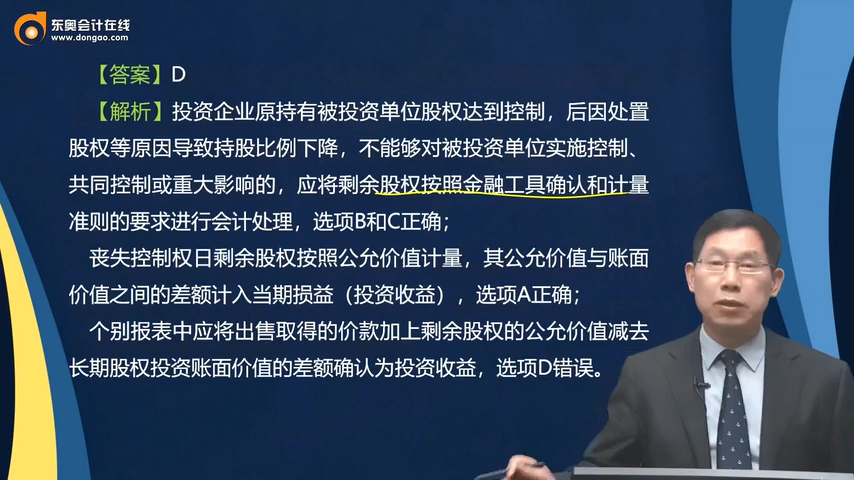 东奥会计在线
www.dongao.com
【答案】D
【解析】投资企业原持有被投资单位股权达到控制，后因处置
股权等原因导致持股比例下降，不能够对被投资单位实施控制、
共同控制或重大影响的，应将剩余股权按照金融工具确认和计量
准则的要求进行会计处理，选项B和C正确；
丧失控制权日剩余股权按照公允价值计量，其公允价值与账面
价值之间的差额计入当期损益（投资收益），选项A正确；
个别报表中应将出售取得的价款加上剩余股权的公允价值减去
长期股权投资账面价值的差额确认为投资收益，选项D错误。